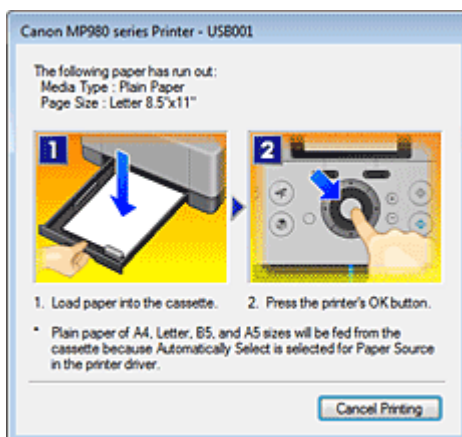 Canon MP980 series Printer - USB001
The following paper has run out:
Media Type : Plain Paper
Page Size : Letter 8.5"x11"
1
2
1. Load paper into the cassette.
2. Press the printer's OK button.
* Plain paper of A4, Letter, B5, and A5 sizes will be fed from the
cassette because Automatically Select is selected for Paper Source
in the printer driver.
Cancel Printing